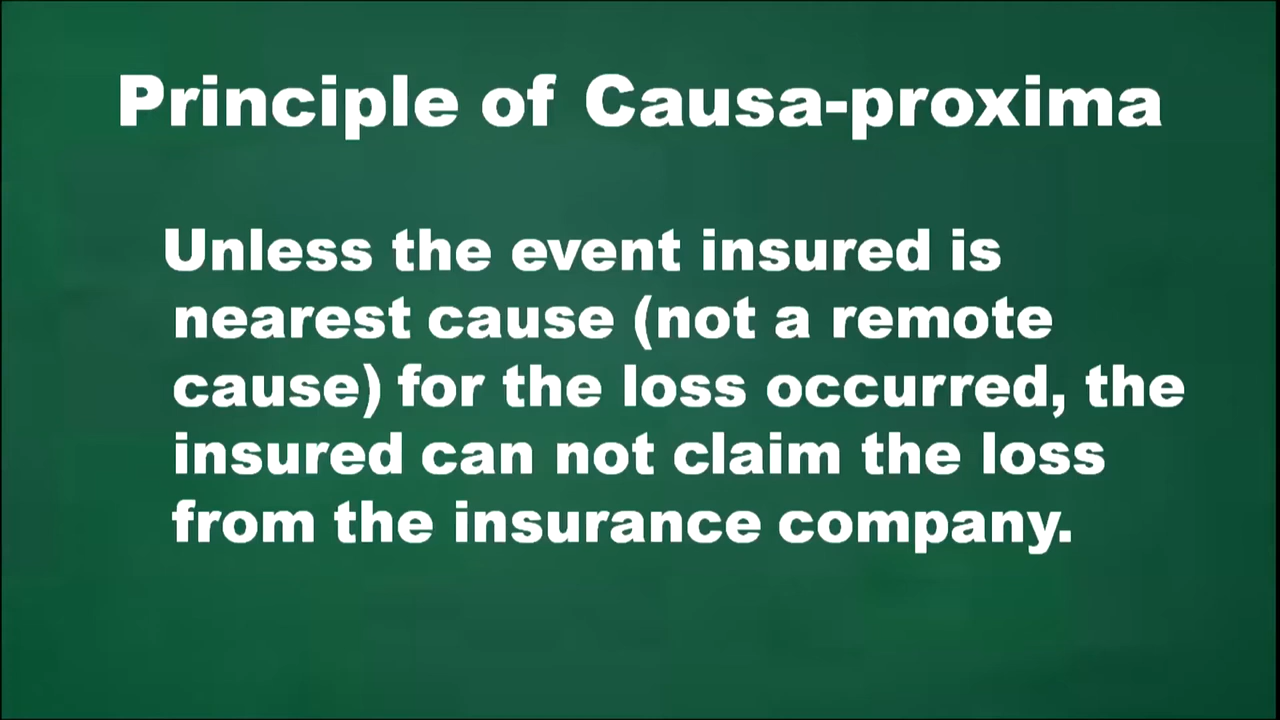 Principle of Causa-proxima
Unless the event insured is
nearest cause (not a remote
cause) for the loss occurred, the
insured can not claim the loss
from the insurance company.